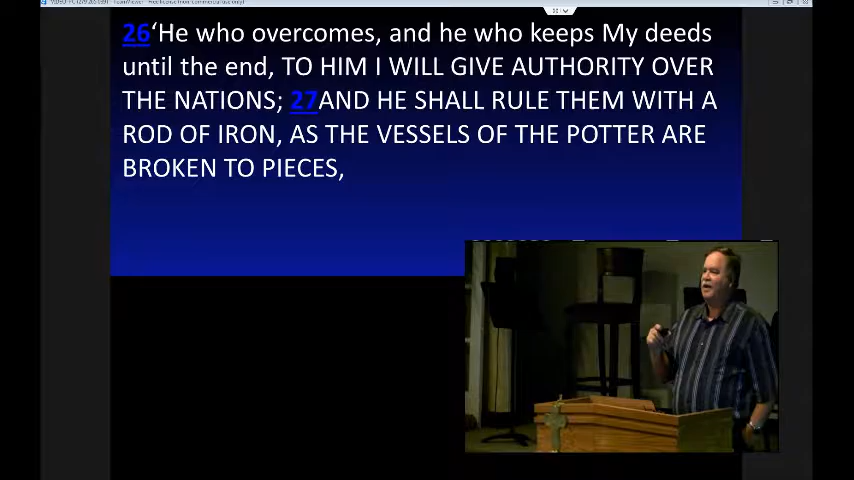 26'He who overcomes, and he who keeps My deeds
until the end, TO HIM I WILL GIVE AUTHORITY OVER
THE NATIONS; 27AND HE SHALL RULE THEM WITH A
ROD OF IRON, AS THE VESSELS OF THE POTTER ARE
BROKEN TO PIECES,